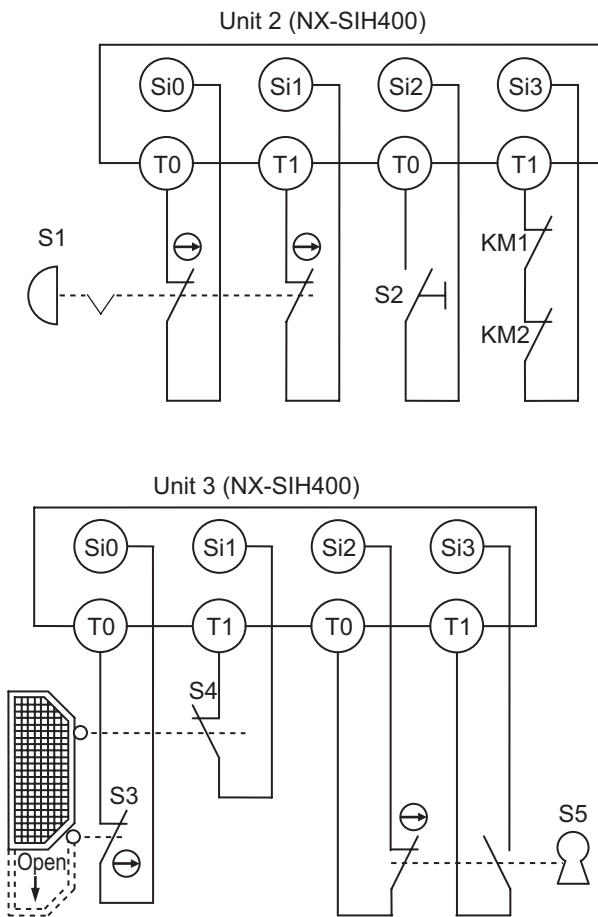 Unit 2 (NX-SIH400)
Si0 Si1 Si2 Si3
T0 T1 T0 T1
S1
KM1
S2
KM2
Unit 3 (NX-SIH400)
Si0 Si1 Si2 Si3
T0 T1 T0 T1
S4
S3
S5
Open